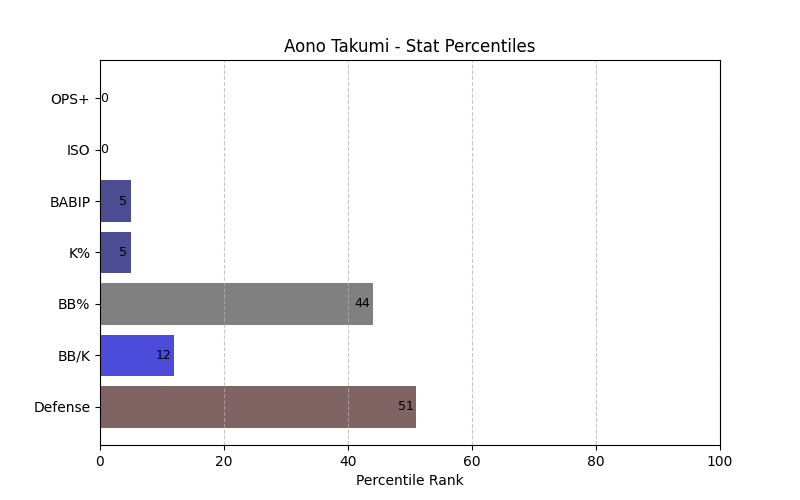 Aono Takumi - Stat Percentiles
OPS+ 0
ISO 0
BABIP 5
K% 5
BB% 44
BB/K 12
Defense 51
0 20 40 60 80 100
Percentile Rank